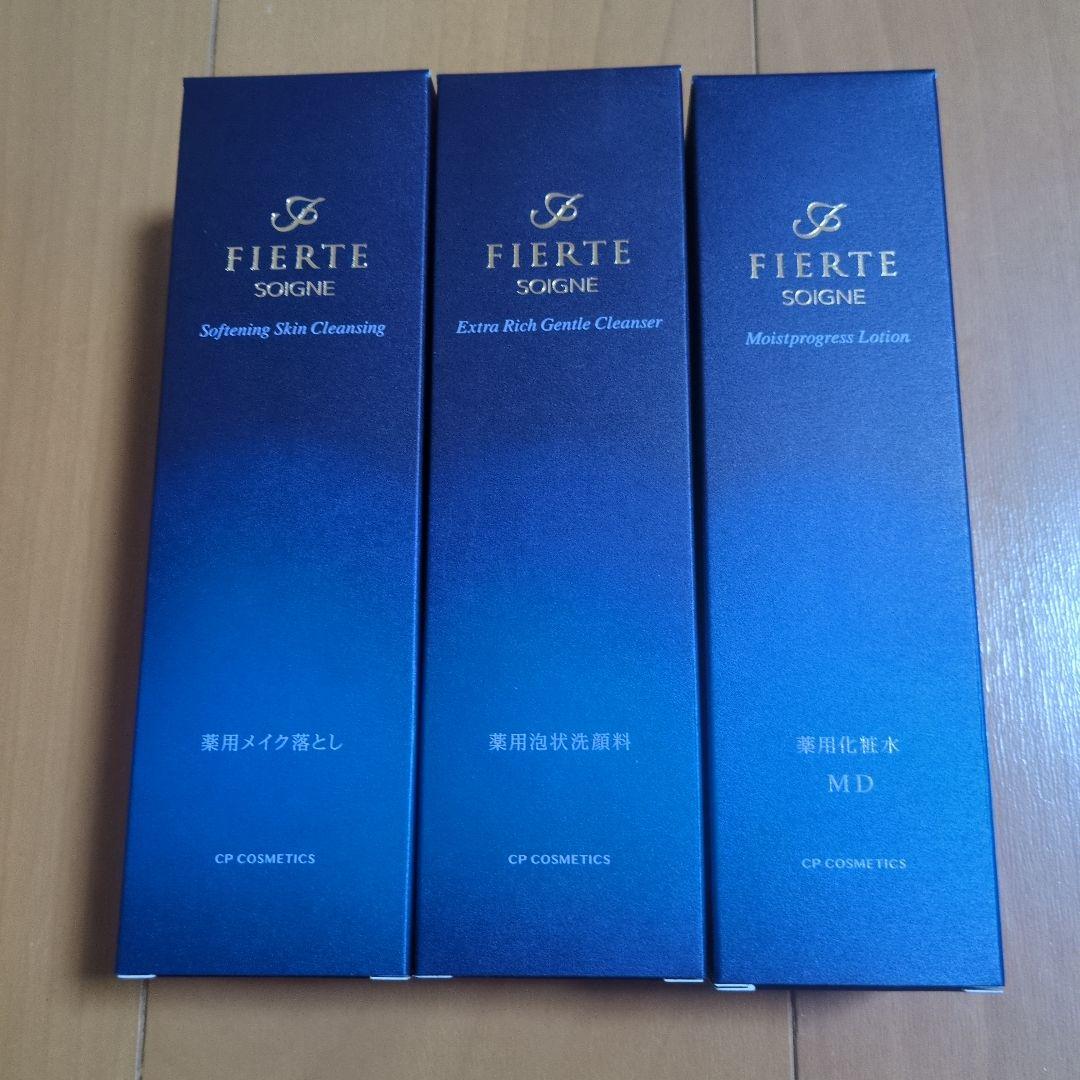 FIERTE
SOIGNE
Softening Skin Cleansing
薬用メイク落とし
CP COSMETICS
FIERTE
SOIGNE
Extra Rich Gentle Cleanser
薬用泡状洗顔料
CP COSMETICS
FIERTE
SOIGNE
Moistprogress Lotion
薬用化粧水
MD
CP COSMETICS